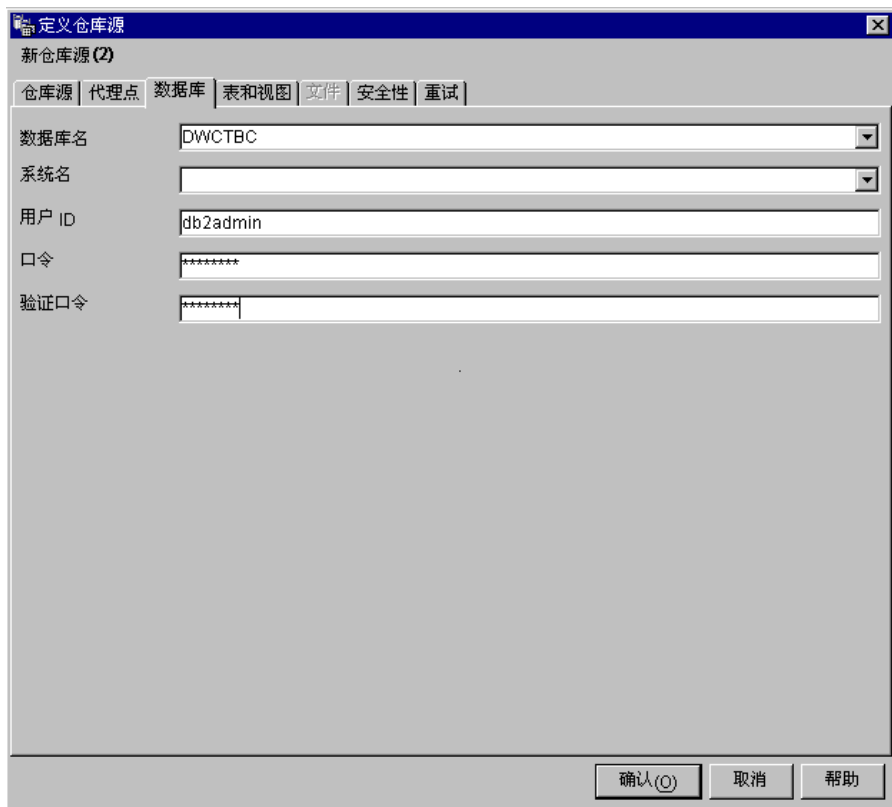 定义仓库源
新仓库源(2)
仓库源 代理点 数据库 表和视图 文件 安全性 重试
数据库名 DWCTBC
系统名
用户 ID db2admin
口令 ********
验证口令 ********
确认(O) 取消 帮助